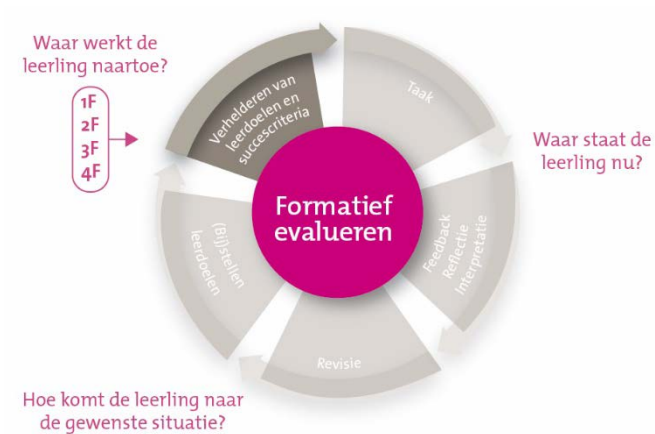 Waar werkt de
leerling naartoe?
1F
2F
3F
4F
Verhelderen van
leerdoelen en
succescriteria
Taak
Waar staat de
leerling nu?
Formatief
evalueren
Feedback
Reflectie
Interpretatie
(Bij)stellen
leerdoelen
Revisie
Hoe komt de leerling naar
de gewenste situatie?